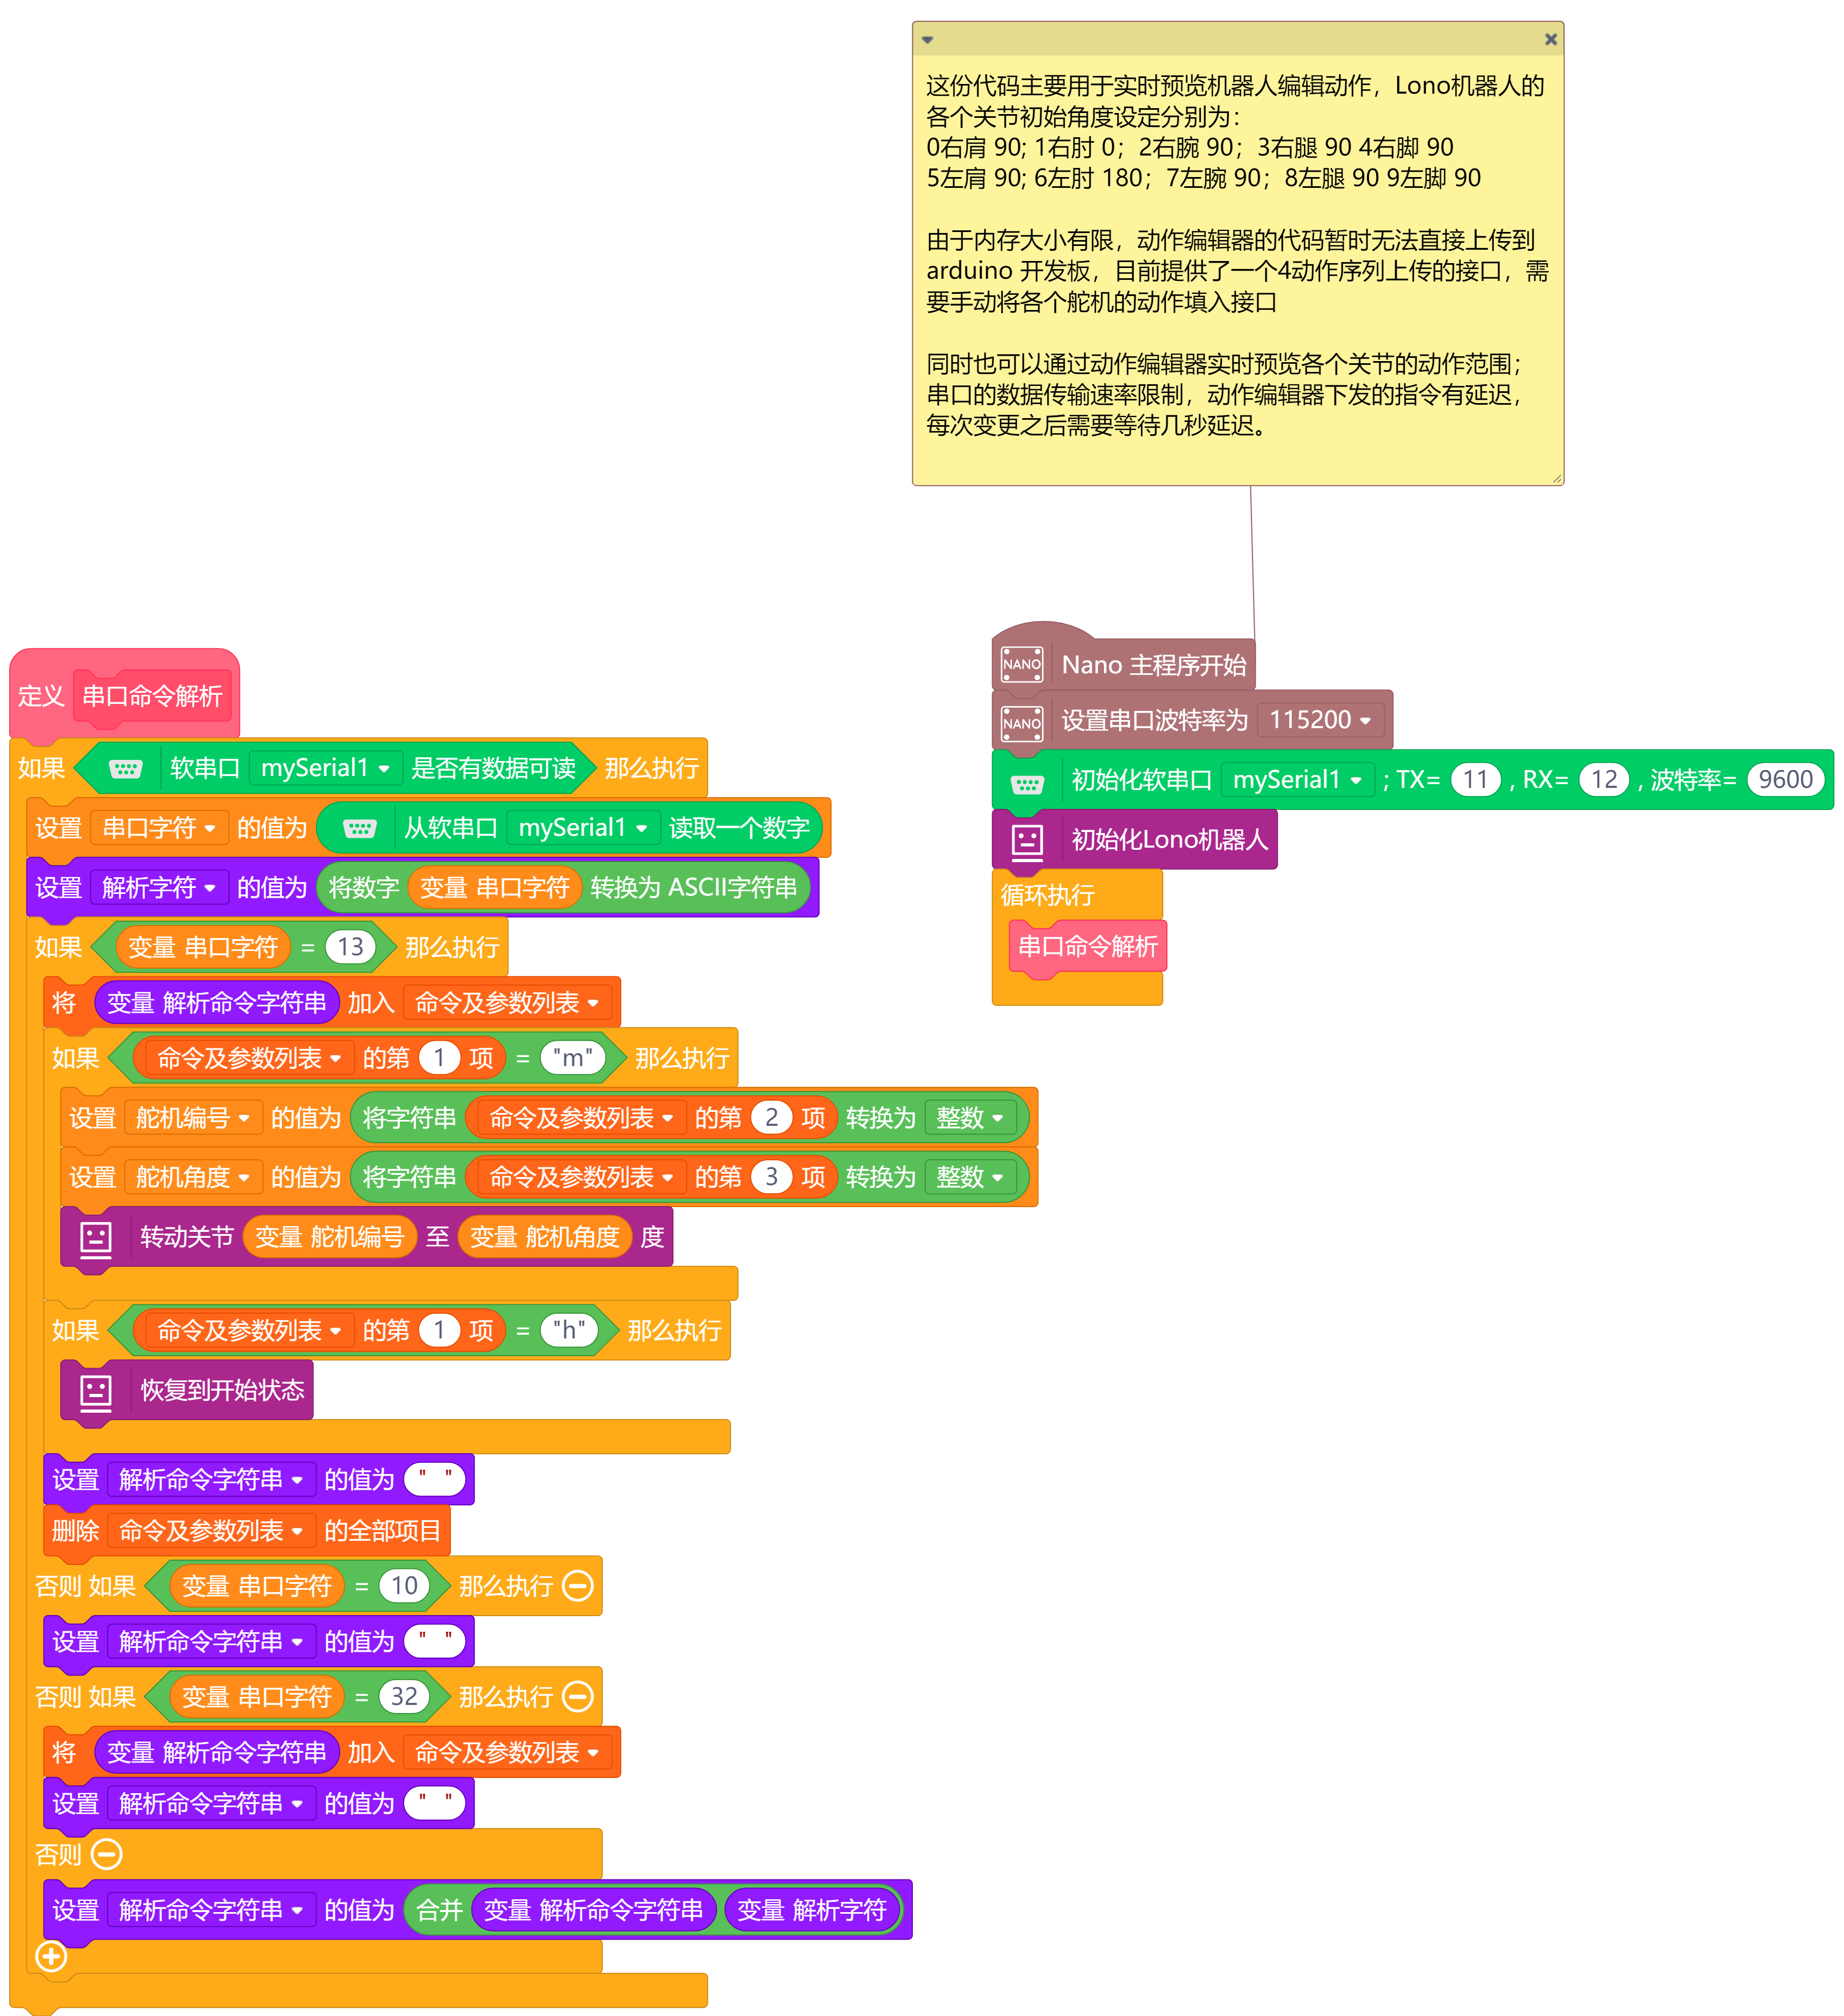 这份代码主要用于实时预览机器人编辑动作，Lono机器人的
各个关节初始角度设定分别为：
0右肩 90; 1右肘 0；2右腕 90；3右腿 90 4右脚 90
5左肩 90; 6左肘 180；7左腕 90；8左腿 90 9左脚 90
由于内存大小有限，动作编辑器的代码暂时无法直接上传到
arduino 开发板，目前提供了一个4动作序列上传的接口，需
要手动将各个舵机的动作填入接口
同时也可以通过动作编辑器实时预览各个关节的动作范围；
串口的数据传输速率限制，动作编辑器下发的指令有延迟，
每次变更之后需要等待几秒延迟。
定义 串口命令解析
如果 软串口 mySerial1 是否有数据可读 那么执行
设置 串口字符 的值为 从软串口 mySerial1 读取一个数字
设置 解析字符 的值为 将数字 变量 串口字符 转换为 ASCII字符串
如果 变量 串口字符 = 13 那么执行
将 变量 解析命令字符串 加入 命令及参数列表
如果 命令及参数列表 的第 1 项 = "m" 那么执行
设置 舵机编号 的值为 将字符串 命令及参数列表 的第 2 项 转换为 整数
设置 舵机角度 的值为 将字符串 命令及参数列表 的第 3 项 转换为 整数
转动关节 变量 舵机编号 至 变量 舵机角度 度
如果 命令及参数列表 的第 1 项 = "h" 那么执行
恢复到开始状态
设置 解析命令字符串 的值为 " "
删除 命令及参数列表 的全部项目
否则 如果 变量 串口字符 = 10 那么执行
设置 解析命令字符串 的值为 " "
否则 如果 变量 串口字符 = 32 那么执行
将 变量 解析命令字符串 加入 命令及参数列表
设置 解析命令字符串 的值为 " "
否则
设置 解析命令字符串 的值为 合并 变量 解析命令字符串 变量 解析字符
NANO Nano 主程序开始
NANO 设置串口波特率为 115200
初始化软串口 mySerial1 ; TX= 11 , RX= 12 , 波特率= 9600
初始化Lono机器人
循环执行
串口命令解析